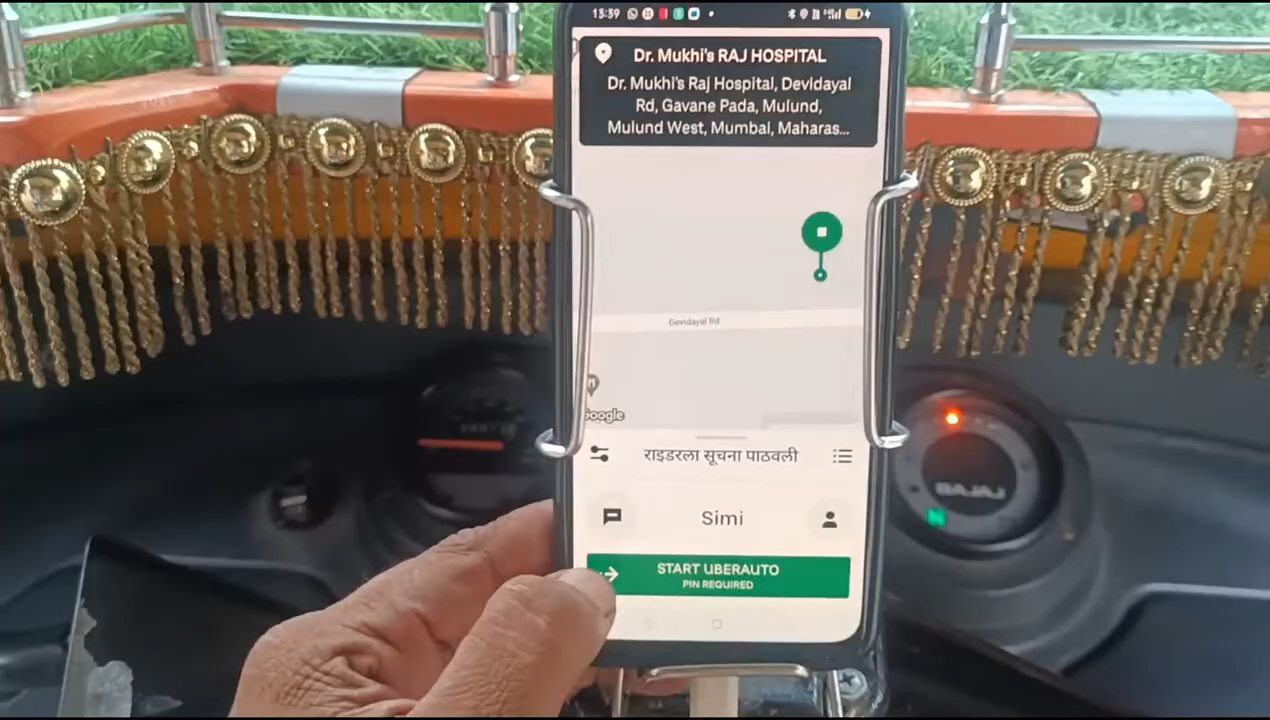 13:39
Dr. Mukhi's RAJ HOSPITAL
Dr. Mukhi's Raj Hospital, Devidayal
Rd, Gavane Pada, Mulund,
Mulund West, Mumbai, Maharas...
Devidayal Rd
Google
राइडरला सूचना पाठवली
Simi
START UBERAUTO
PIN REQUIRED
BAJAJ
N